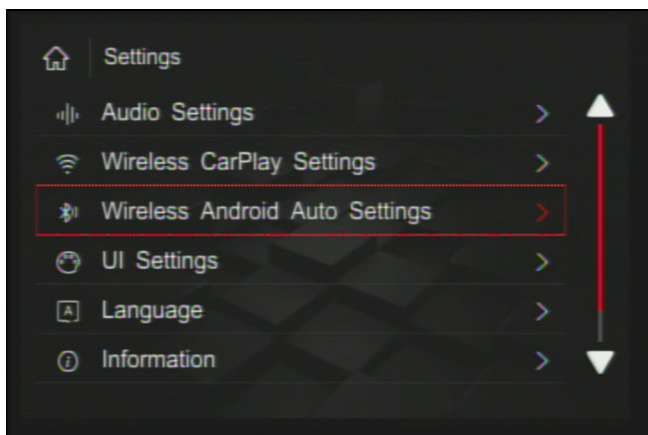 Settings
Audio Settings
Wireless CarPlay Settings
Wireless Android Auto Settings
UI Settings
A Language
Information